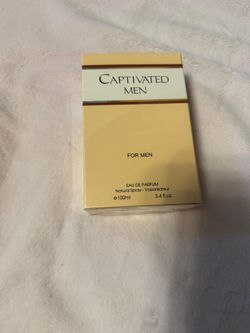 CAPTIVATED
MEN
FOR MEN
EAU DE PARFUM
Natural Spray - Vaporisateur
e 100ml 3.4 fl.oz.